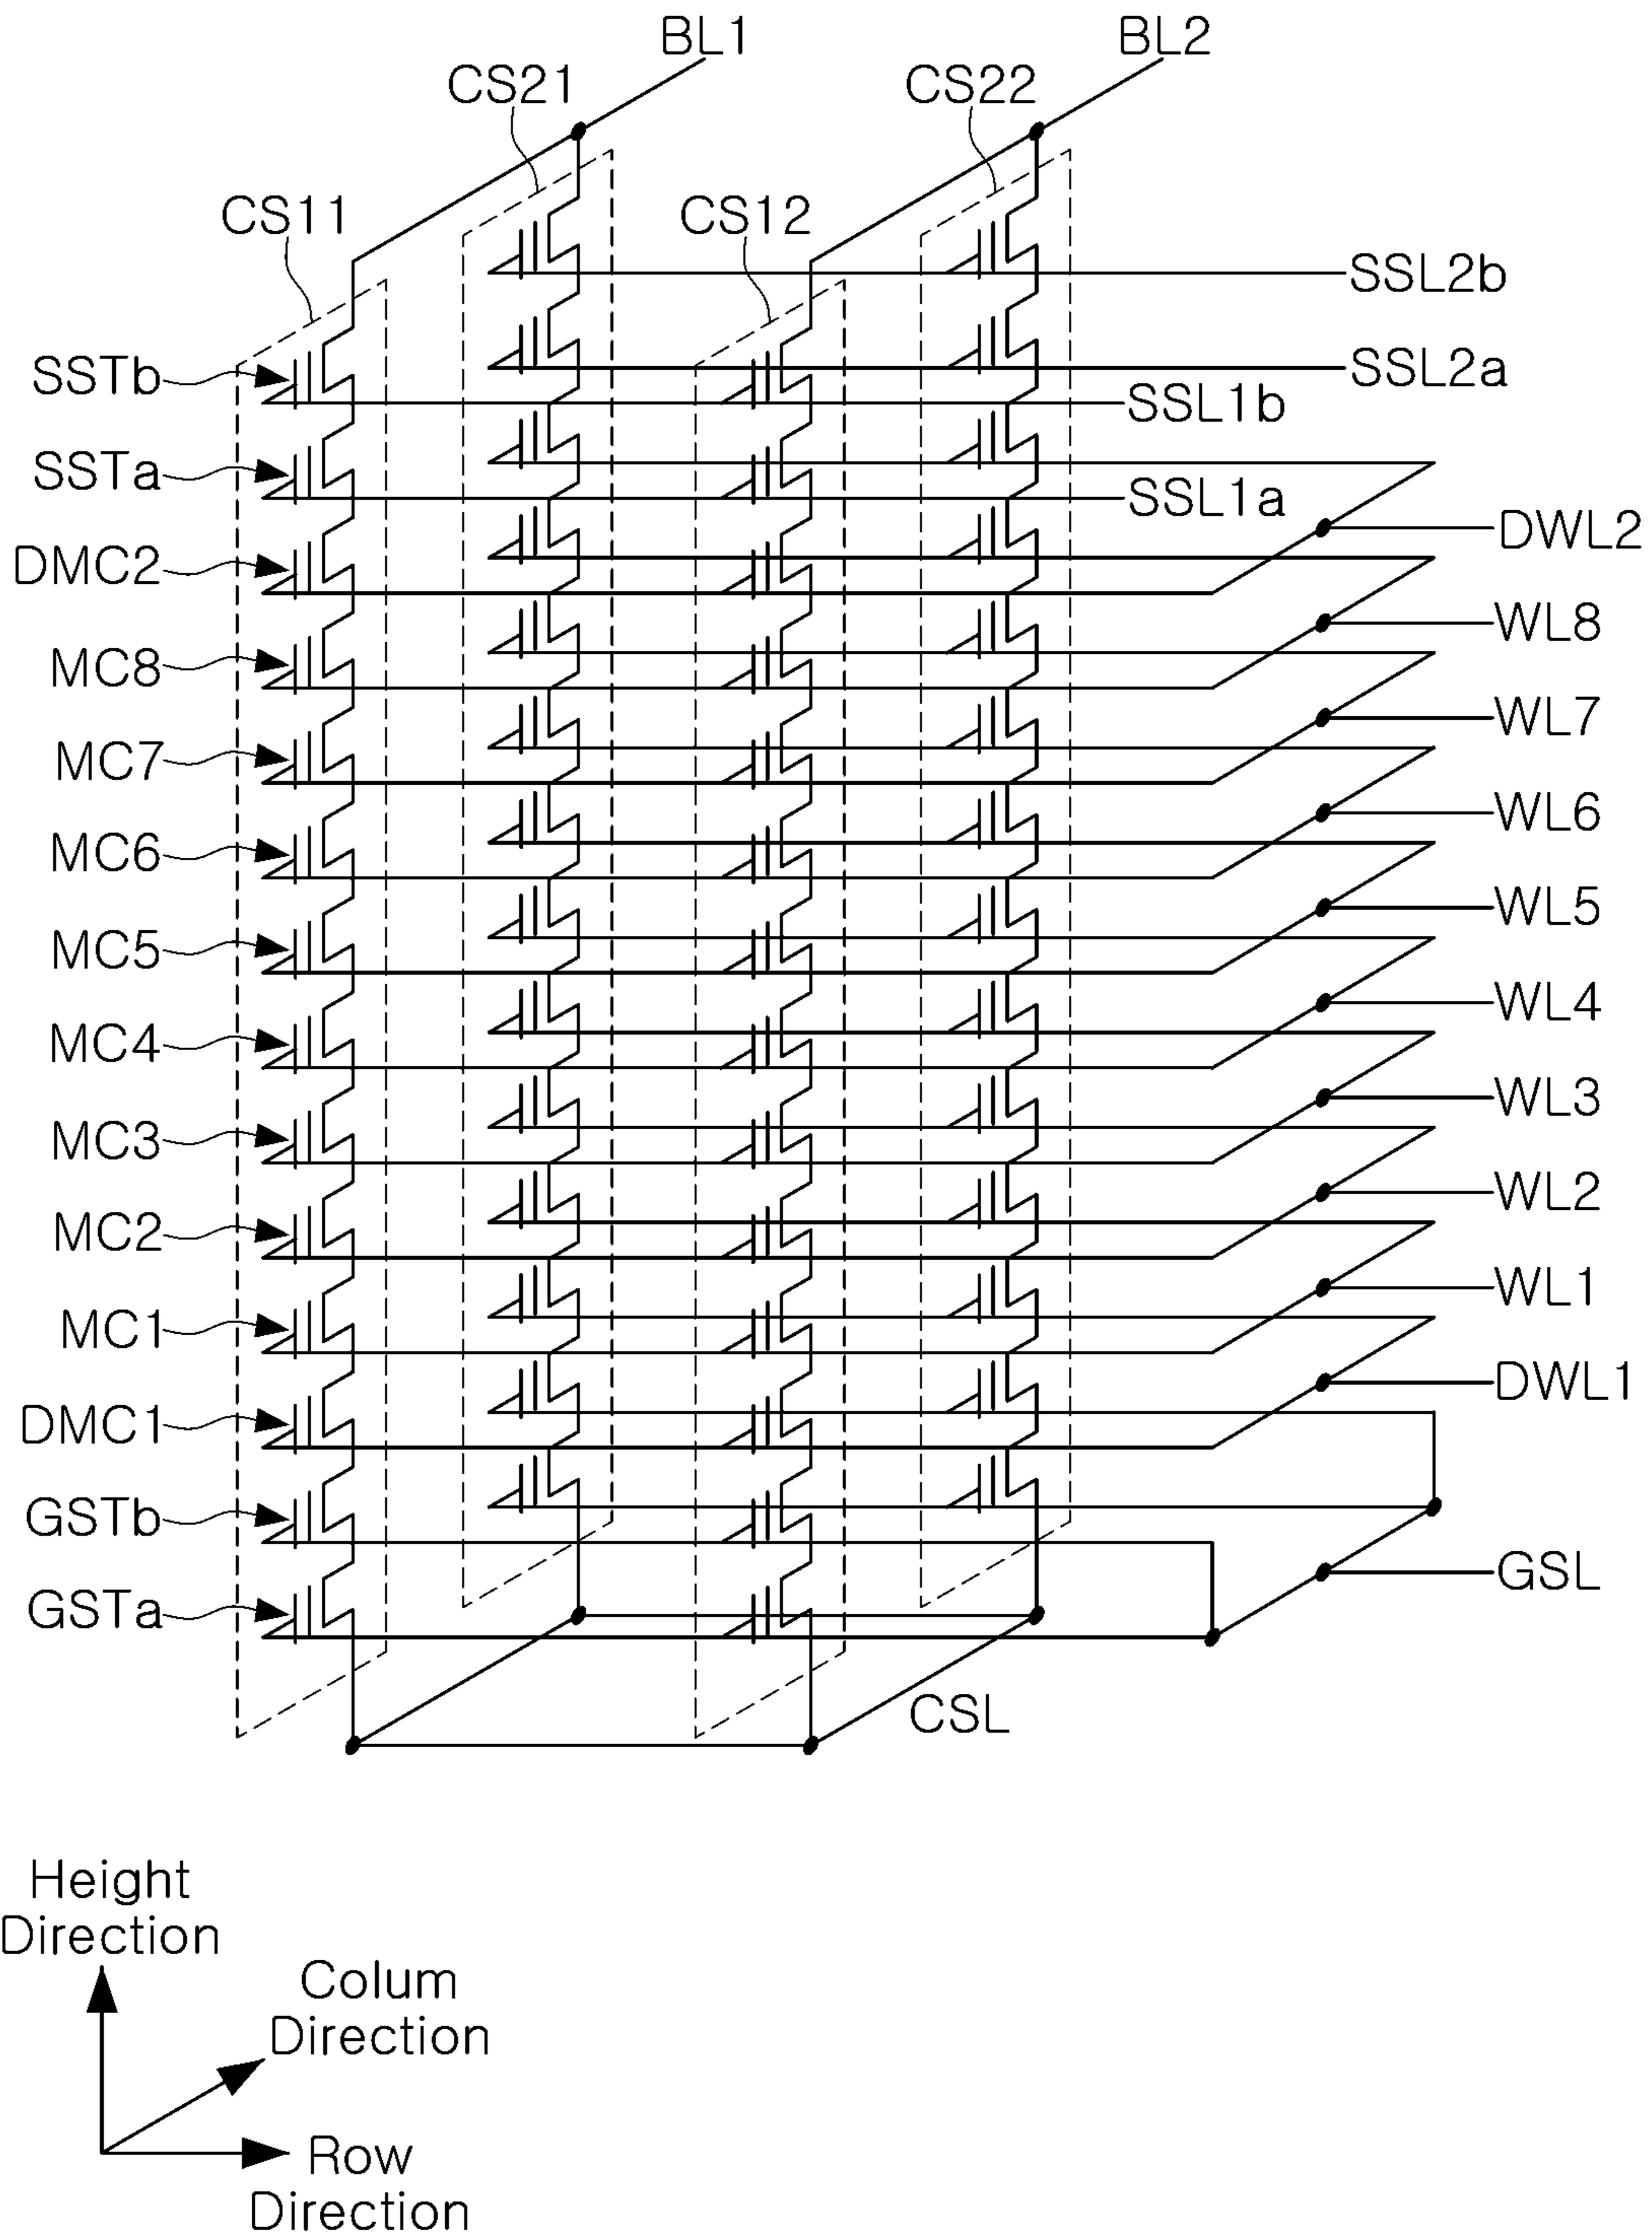 BL1
BL2
CS21
CS22
CS11
CS12
SSL2b
SSTb
SSL2a
SSL1b
SSTa
SSL1a
DWL2
DMC2
WL8
MC8
WL7
MC7
WL6
MC6
WL5
MC5
WL4
MC4
WL3
MC3
WL2
MC2
WL1
MC1
DWL1
DMC1
GSTb
GSL
GSTa
CSL
Height
Direction
Colum
Direction
Row
Direction